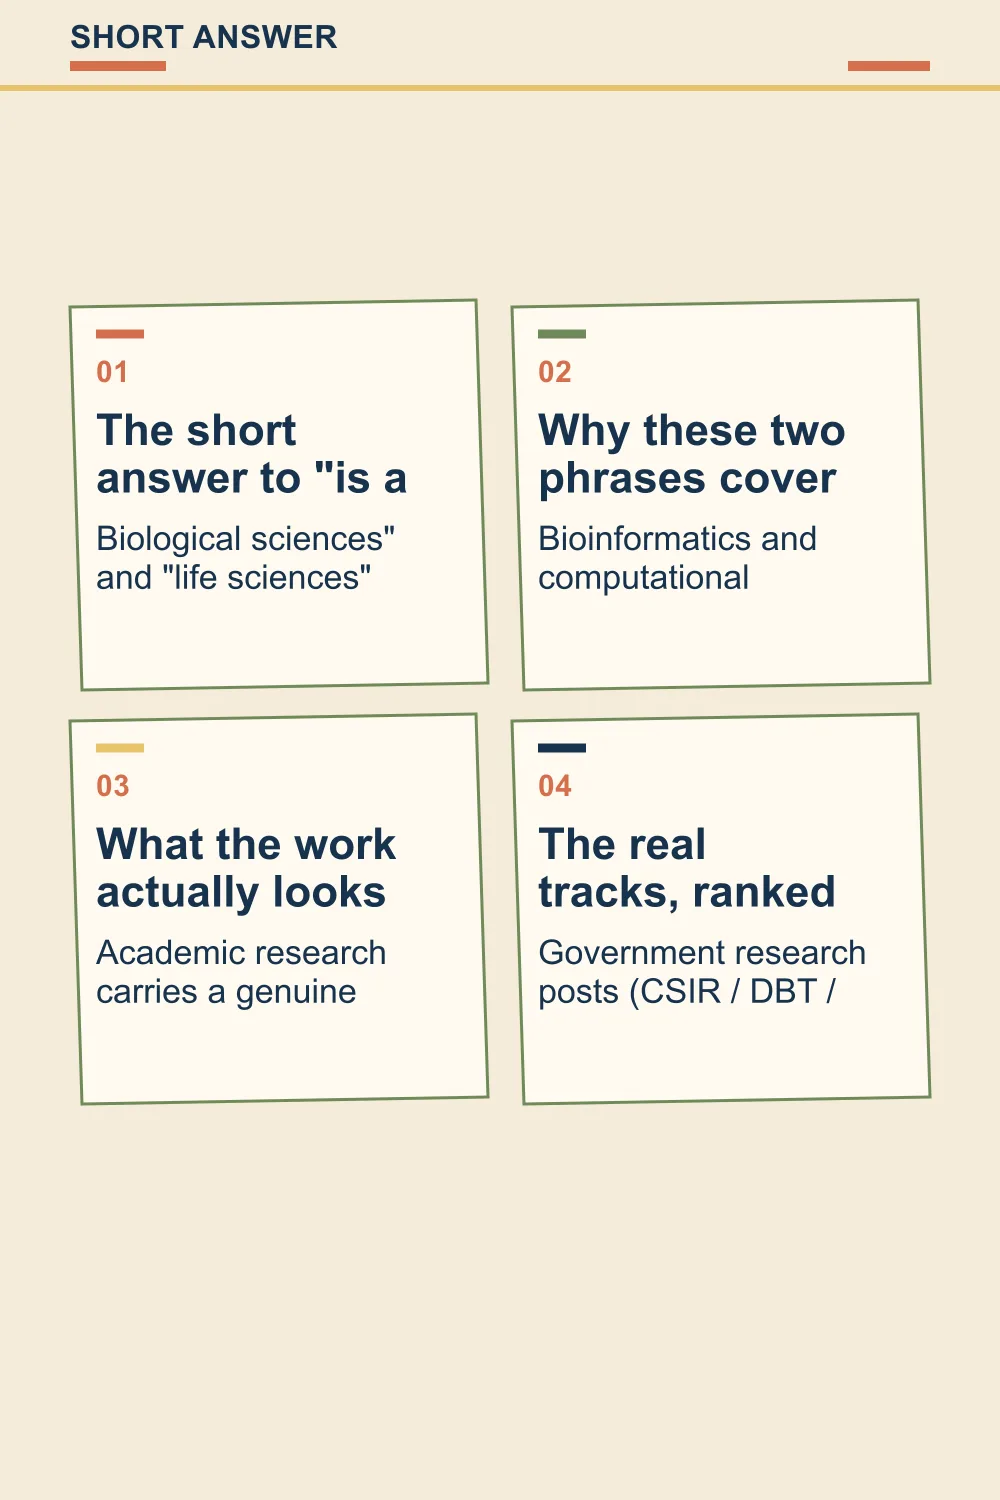 SHORT ANSWER
01
The short
answer to "is a
Biological sciences"
and "life sciences"
02
Why these two
phrases cover
Bioinformatics and
computational
03
What the work
actually looks
Academic research
carries a genuine
04
The real
tracks, ranked
Government research
posts (CSIR / DBT /